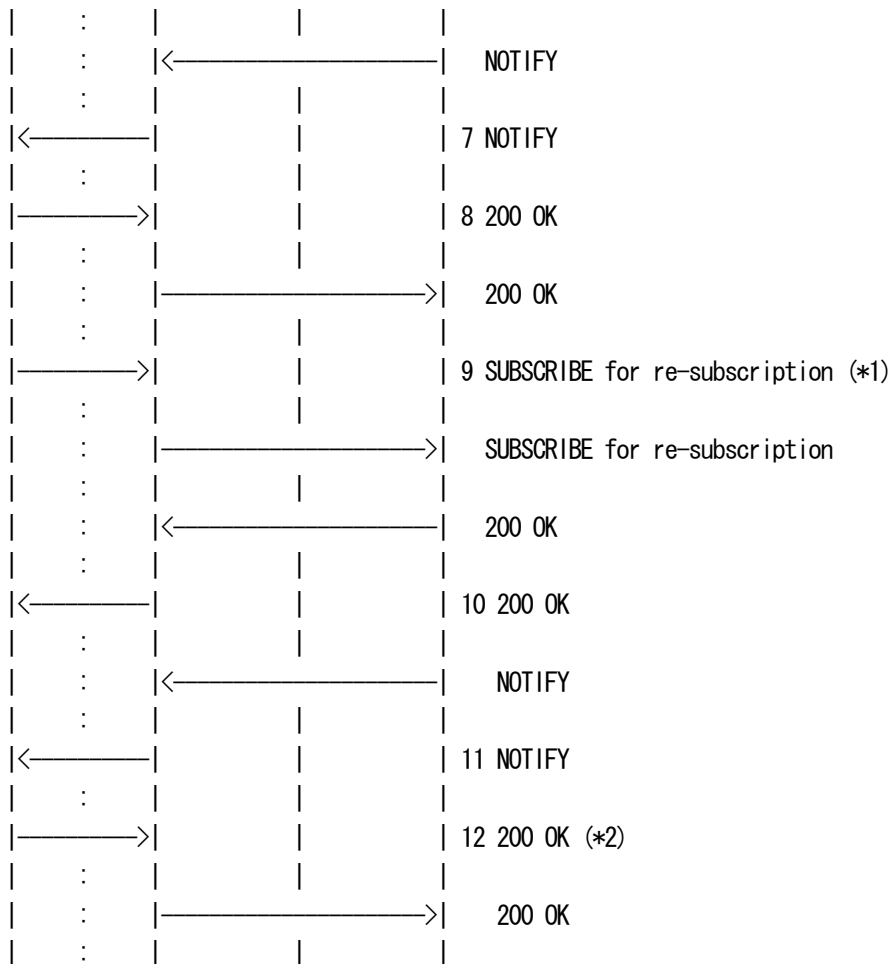 NOTIFY
7 NOTIFY
8 200 OK
200 OK
9 SUBSCRIBE for re-subscription (*1)
SUBSCRIBE for re-subscription
200 OK
10 200 OK
NOTIFY
11 NOTIFY
12 200 OK (*2)
200 OK